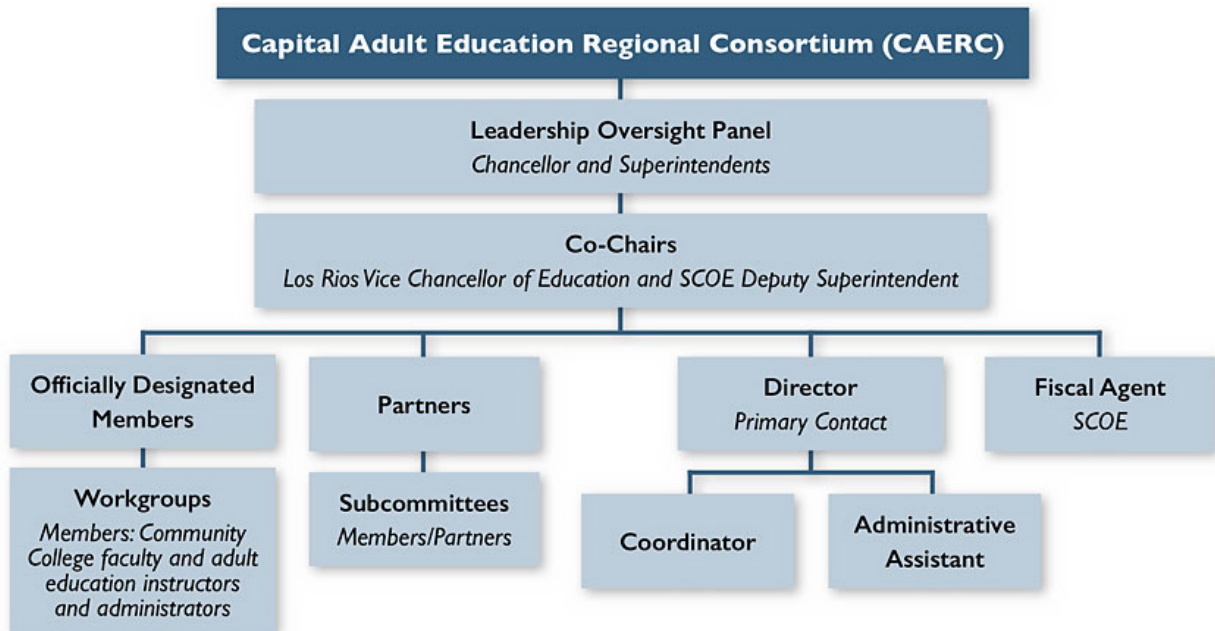 Capital Adult Education Regional Consortium (CAERC)
Leadership Oversight Panel
Chancellor and Superintendents
Co-Chairs
Los Rios Vice Chancellor of Education and SCOE Deputy Superintendent
Officially Designated
Members
Partners
Director
Primary Contact
Fiscal Agent
SCOE
Workgroups
Members: Community
College faculty and adult
education instructors
and administrators
Subcommittees
Members/Partners
Coordinator
Administrative
Assistant